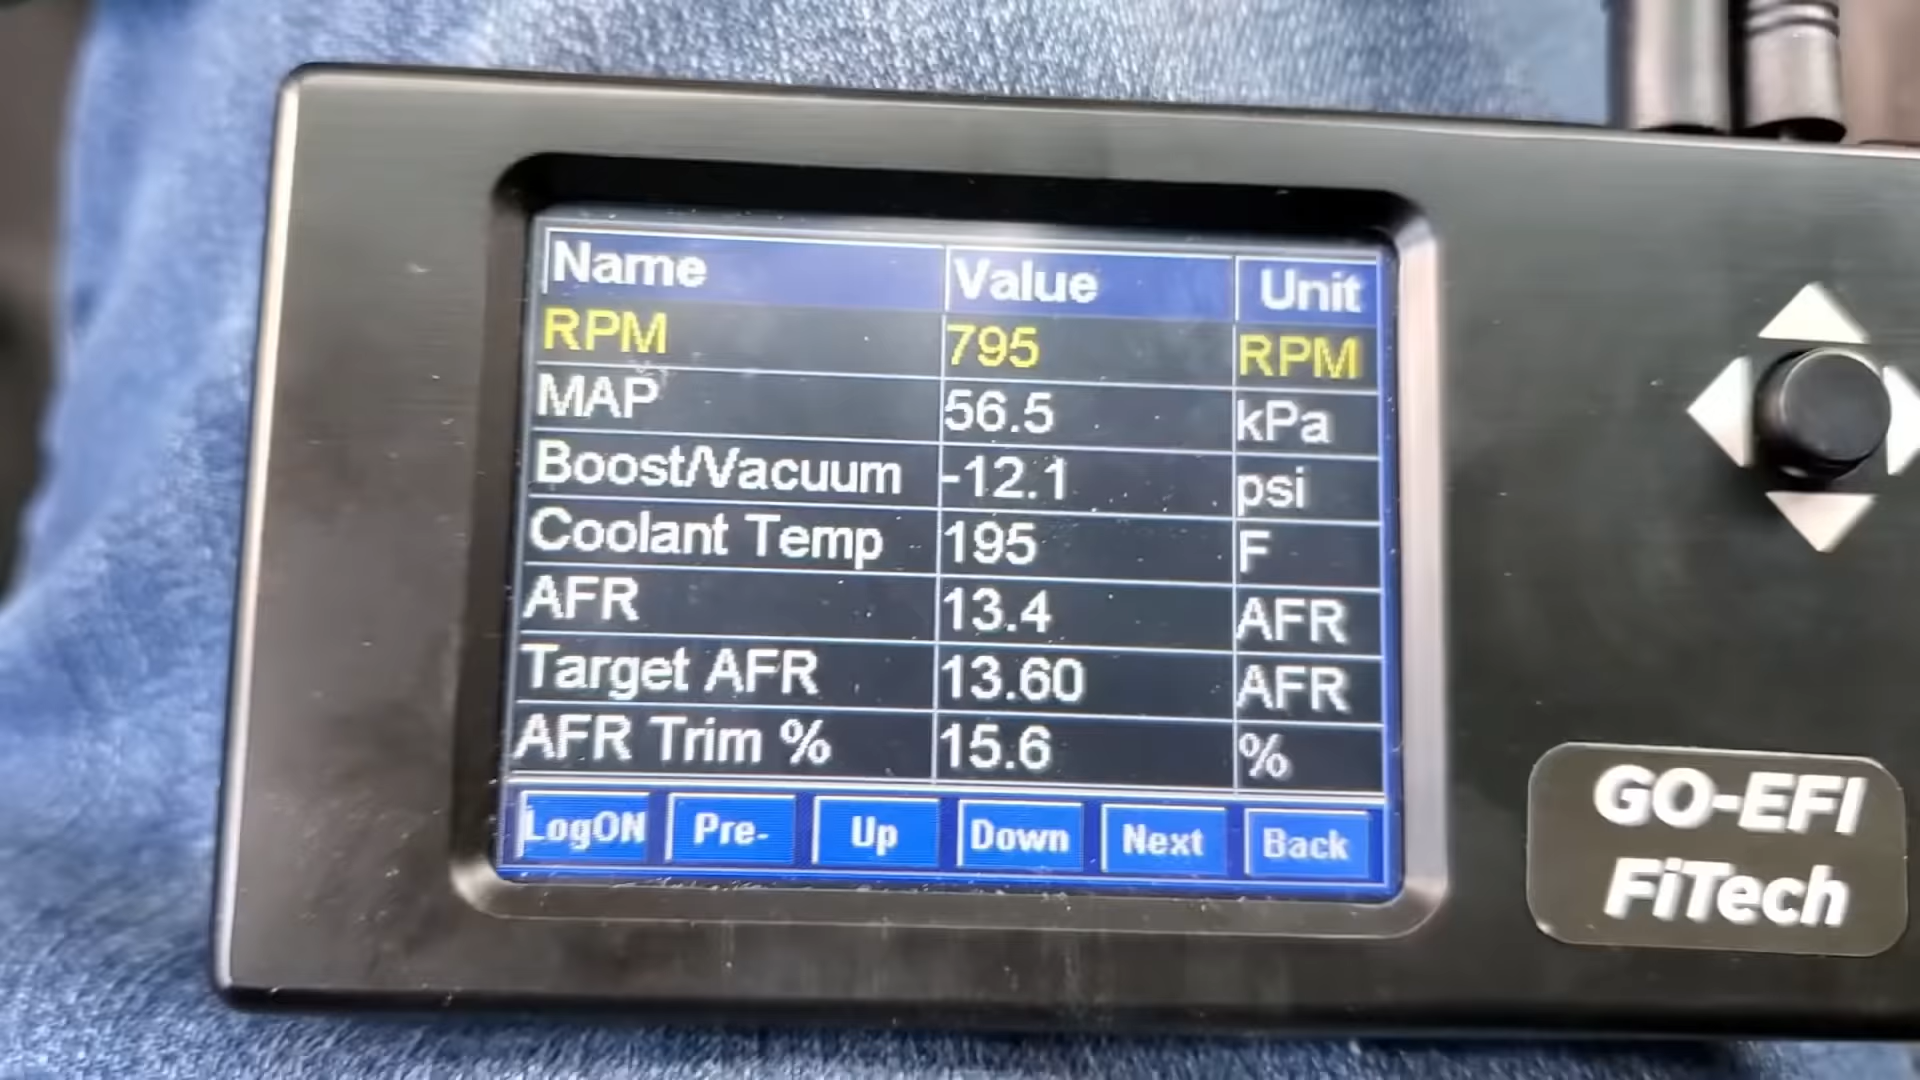 Name Value Unit
RPM 795 RPM
MAP 56.5 kPa
Boost/Vacuum -12.1 psi
Coolant Temp 195 F
AFR 13.4 AFR
Target AFR 13.60 AFR
AFR Trim % 15.6 %
LogON Pre- Up Down Next Back
GO-EFI
FiTech